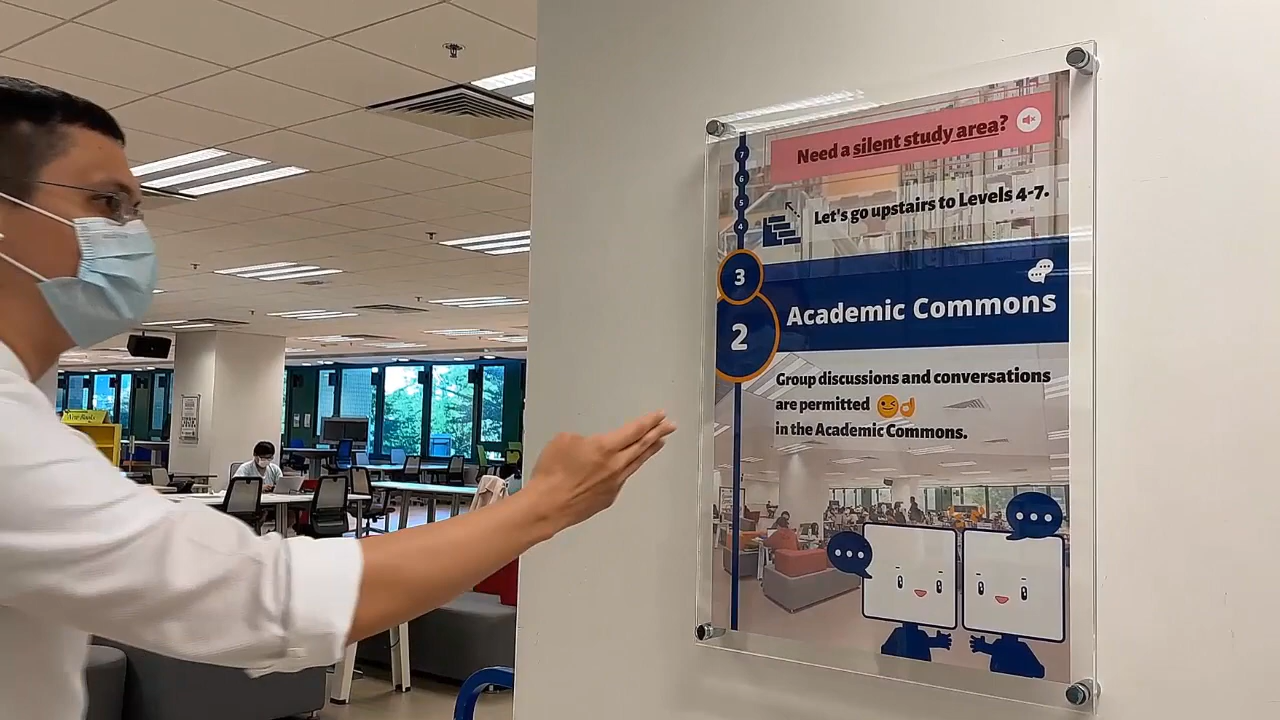 Need a silent study area?
7
6
5
4
Let's go upstairs to Levels 4-7.
3
2
Academic Commons
Group discussions and conversations
are permitted
in the Academic Commons.